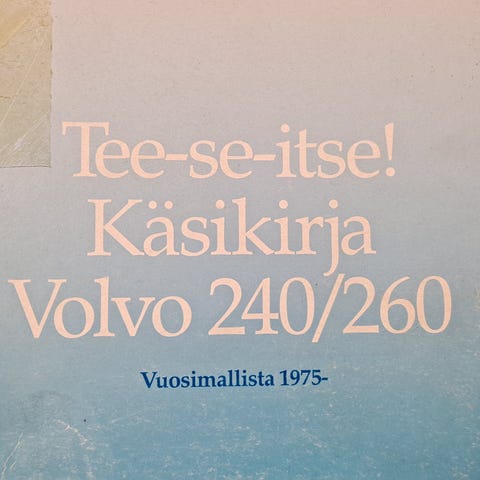 Tee-se-itse!
Käsikirja
Volvo 240/260
Vuosimallista 1975-